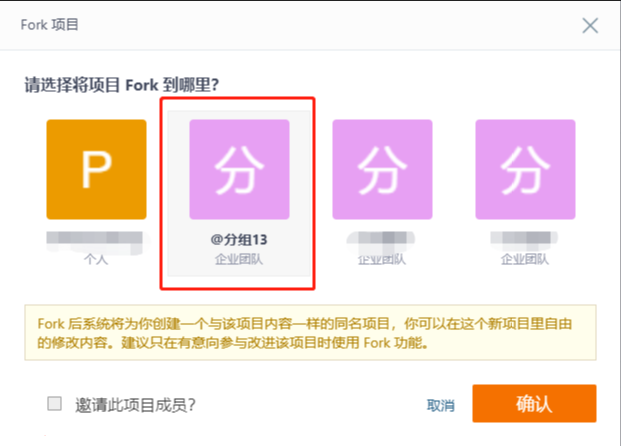 Fork 项目
请选择将项目 Fork 到哪里?
P
分
分
分
@分组13
个人
企业团队
企业团队
企业团队
Fork 后系统将为你创建一个与该项目内容一样的同名项目，你可以在这个新项目里自由
的修改内容。建议只在有意向参与改进该项目时使用 Fork 功能。
邀请此项目成员?
取消
确认